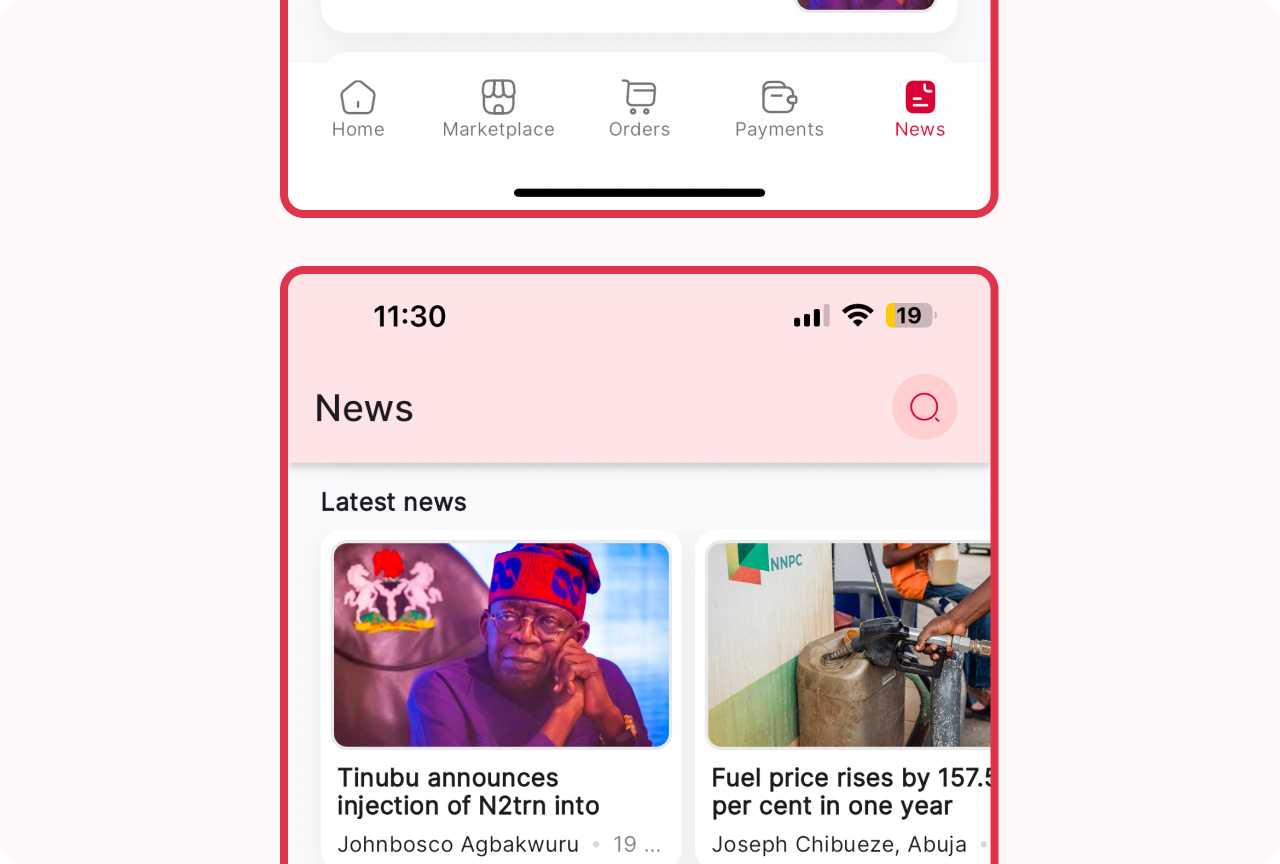 Home Marketplace Orders Payments News
11:30 19
News
Latest news
NNPC
Tinubu announces
injection of N2trn into
Johnbosco Agbakwuru • 19 ...
Fuel price rises by 157.5
per cent in one year
Joseph Chibueze, Abuja •